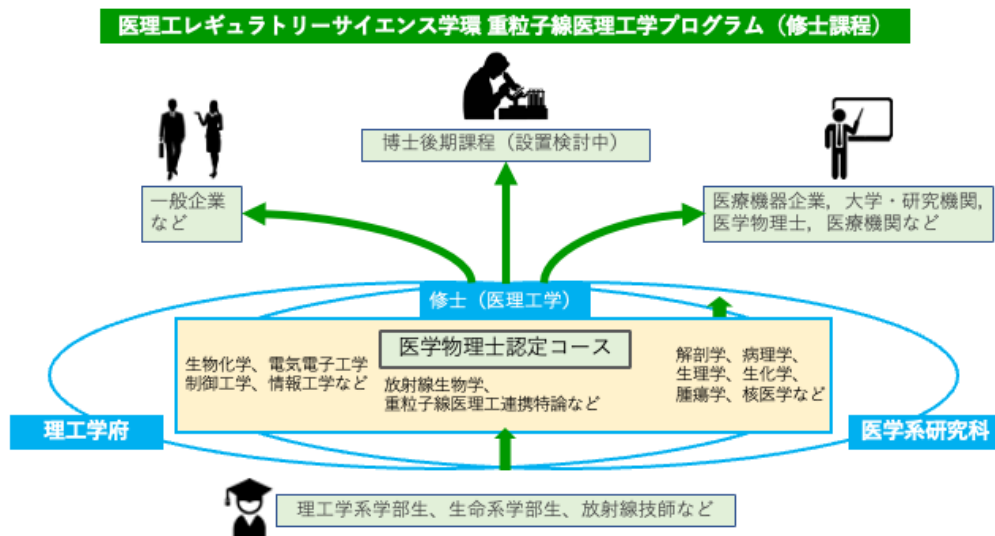 医理工レギュラトリーサイエンス学環 重粒子線医理工学プログラム（修士課程）
博士後期課程（設置検討中）
一般企業
など
医療機器企業，大学・研究機関，
医学物理士，医療機関など
修士（医理工学）
医学物理士認定コース
生物化学、電気電子工学
制御工学、情報工学など
放射線生物学、
重粒子線医理工連携特論など
解剖学、病理学、
生理学、生化学、
腫瘍学、核医学など
理工学府
医学系研究科
理工学系学部生、生命系学部生、放射線技師など